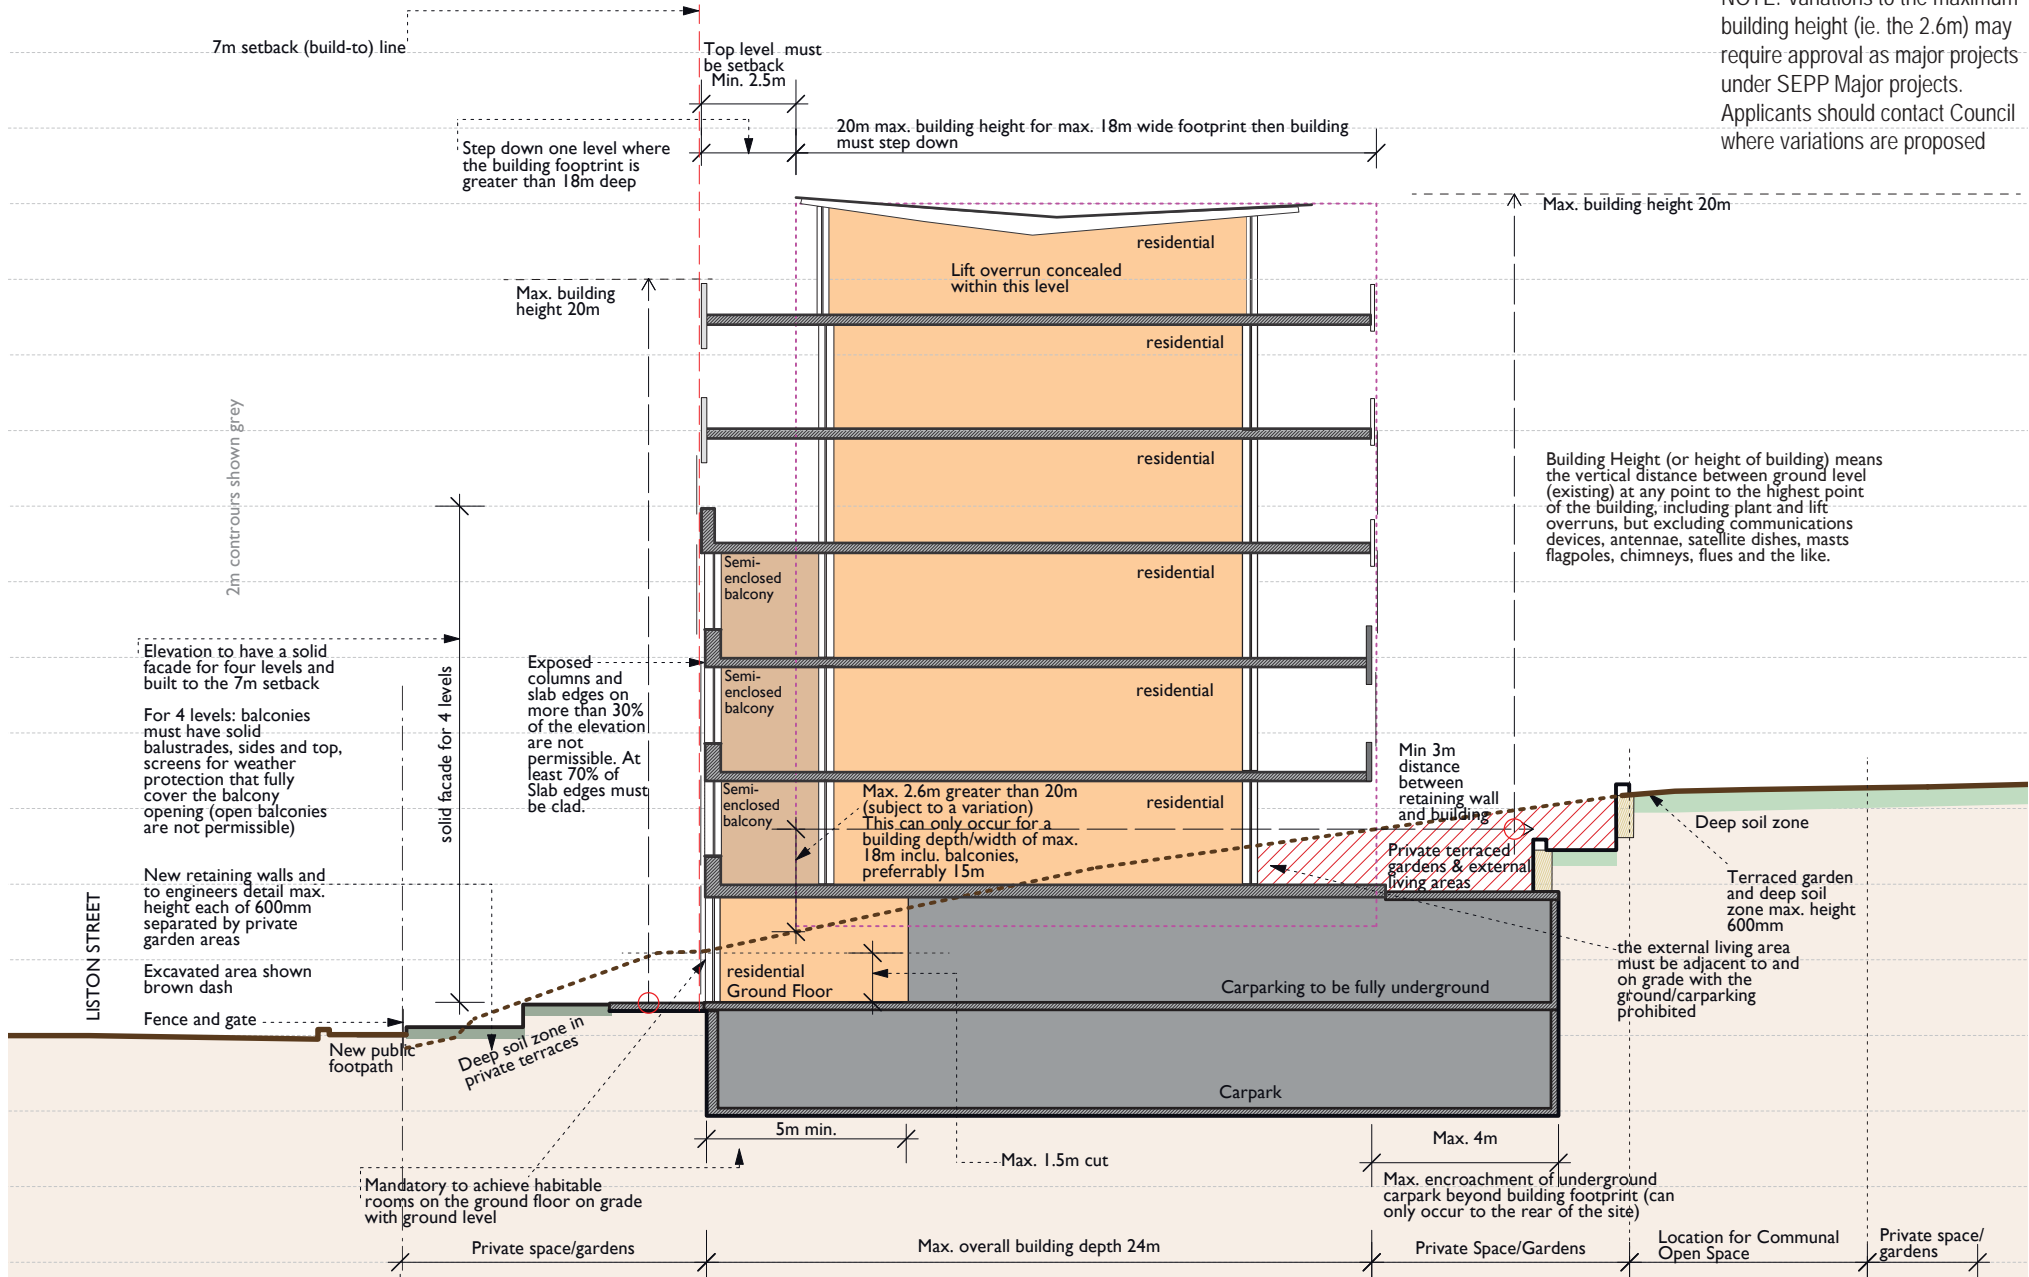 NOTE: Variations to the maximum
building height (ie. the 2.6m) may
require approval as major projects
under SEPP Major projects.
Applicants should contact Council
where variations are proposed
7m setback (build-to) line
Top level must
be setback
Min. 2.5m
Step down one level where
the building fooptrint is
greater than 18m deep
20m max. building height for max. 18m wide footprint then building
must step down
Max. building height 20m
Max. building
height 20m
residential
Lift overrun concealed
within this level
residential
residential
residential
residential
residential
2m contrours shown grey
Building Height (or height of building) means
the vertical distance between ground level
(existing) at any point to the highest point
of the building, including plant and lift
overruns, but excluding communications
devices, antennae, satellite dishes, masts
flagpoles, chimneys, flues and the like.
Semi-
enclosed
balcony
Semi-
enclosed
balcony
Semi-
enclosed
balcony
Elevation to have a solid
facade for four levels and
built to the 7m setback
For 4 levels: balconies
must have solid
balustrades, sides and top,
screens for weather
protection that fully
cover the balcony
opening (open balconies
are not permissible)
solid facade for 4 levels
Exposed
columns and
slab edges on
more than 30%
of the elevation
are not
permissible. At
least 70% of
Slab edges must
be clad.
Max. 2.6m greater than 20m
(subject to a variation)
This can only occur for a
building depth/width of max.
18m inclu. balconies,
preferrably 15m
Min 3m
distance
between
retaining wall
and building
Private terraced
gardens & external
living areas
Deep soil zone
Terraced garden
and deep soil
zone max. height
600mm
the external living area
must be adjacent to and
on grade with the
ground/carparking
prohibited
New retaining walls and
to engineers detail max.
height each of 600mm
separated by private
garden areas
Excavated area shown
brown dash
Fence and gate
LISTON STREET
New public
footpath
Deep soil zone in
private terraces
residential
Ground Floor
Carparking to be fully underground
Carpark
5m min.
Max. 1.5m cut
Max. 4m
Mandatory to achieve habitable
rooms on the ground floor on grade
with ground level
Max. encroachment of underground
carpark beyond building footprint (can
only occur to the rear of the site)
Private space/gardens
Max. overall building depth 24m
Private Space/Gardens
Location for Communal
Open Space
Private space/
gardens